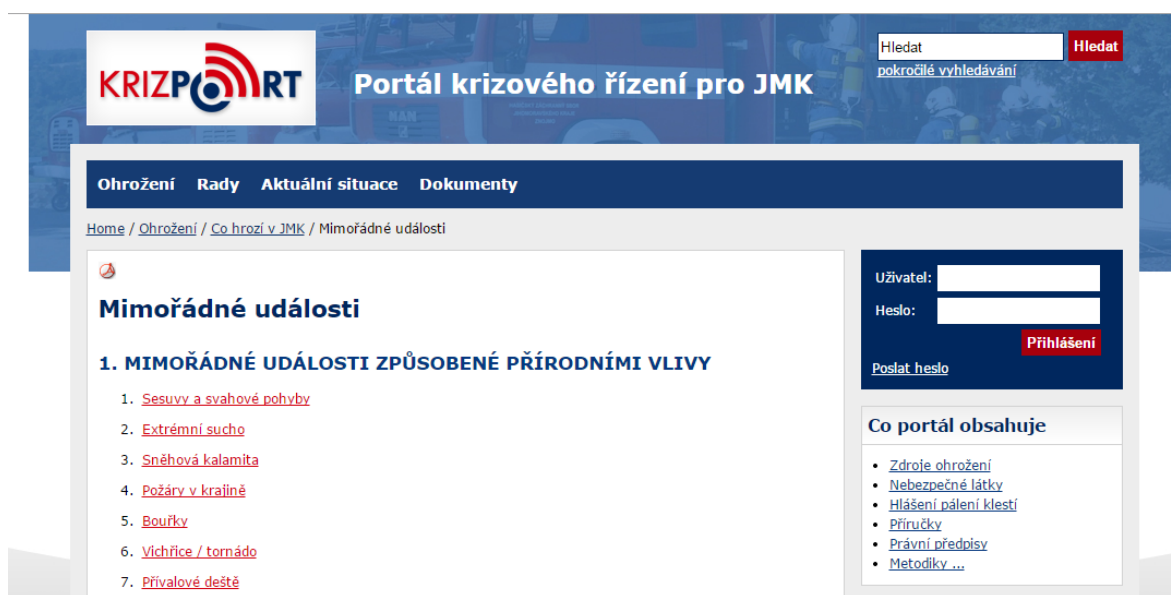 KRIZPORT
Portál krizového řízení pro JMK
Hledat
Hledat
pokročilé vyhledávání
MAN
Ohrožení Rady Aktuální situace Dokumenty
Home / Ohrožení / Co hrozí v JMK / Mimořádné události
Mimořádné události
1. MIMOŘÁDNÉ UDÁLOSTI ZPŮSOBENÉ PŘÍRODNÍMI VLIVY
1. Sesuvy a svahové pohyby
2. Extrémní sucho
3. Sněhová kalamita
4. Požáry v krajině
5. Bouřky
6. Vichřice / tornádo
7. Přívalové deště
Uživatel:
Heslo:
Přihlášení
Poslat heslo
Co portál obsahuje
• Zdroje ohrožení
• Nebezpečné látky
• Hlášení pálení klestí
• Příručky
• Právní předpisy
• Metodiky ...